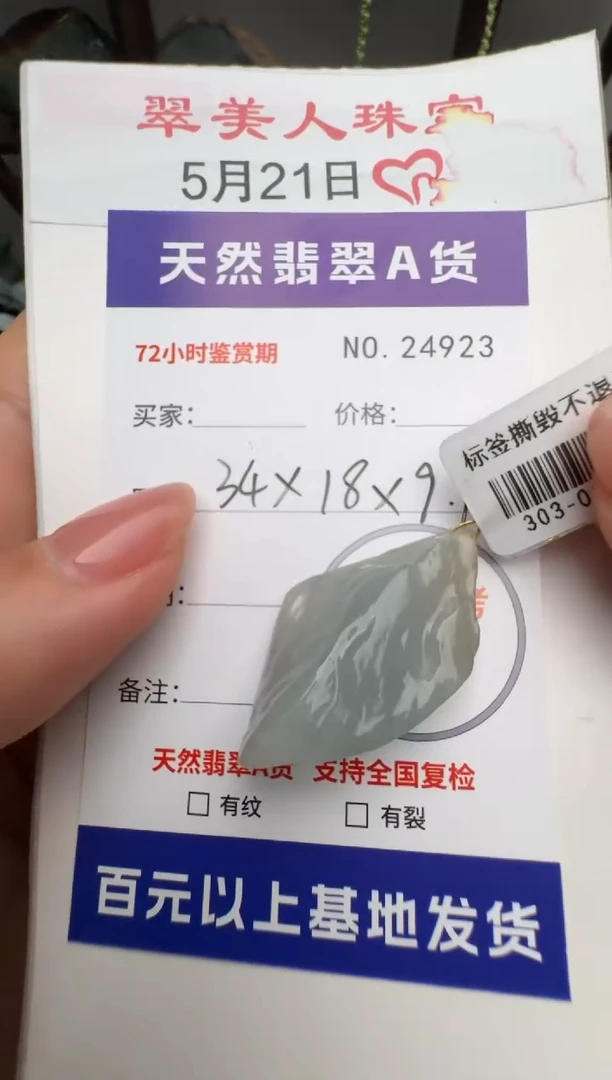 翠美人珠
5月21日
天然翡翠A货
72小时鉴赏期 NO. 24923
买家: 价格:
34×18×9.
标签撕毁不退
303-0
备注:
天然翡翠A货 支持全国复检
□ 有纹 □ 有裂
百元以上基地发货